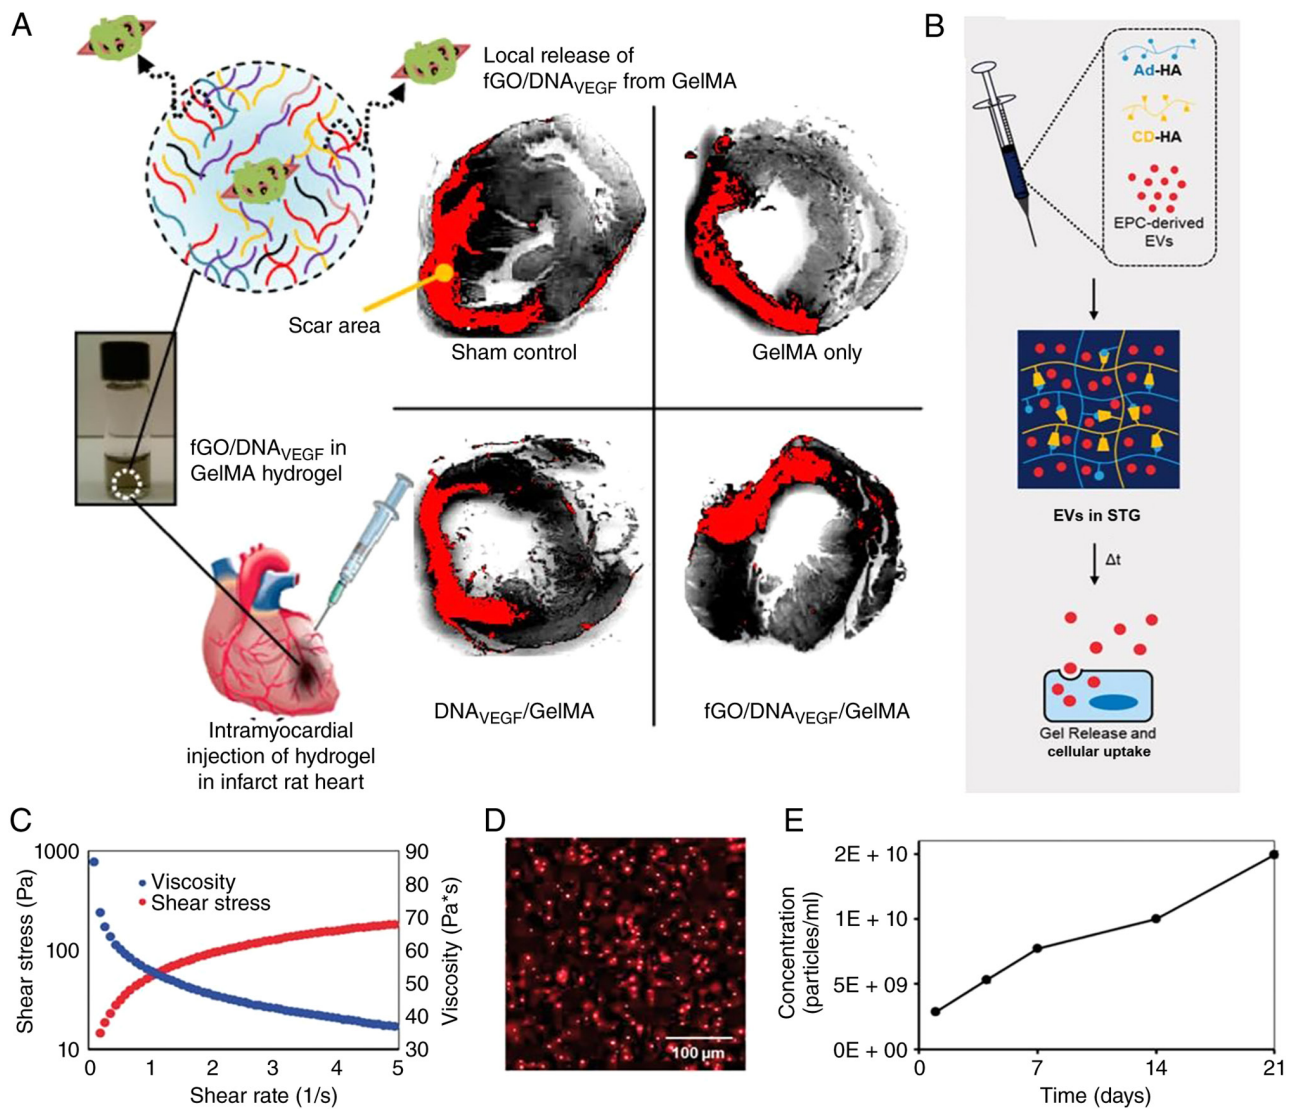 A
Local release of
fGO/DNAVEGF from GelMA
Scar area
Sham control
GelMA only
fGO/DNAVEGF in
GelMA hydrogel
DNAVEGF/GelMA
fGO/DNAVEGF/GelMA
Intramyocardial
injection of hydrogel
in infarct rat heart
B
Ad-HA
CD-HA
EPC-derived
EVs
EVs in STG
Δt
Gel Release and
cellular uptake
C
Shear stress (Pa)
1000
100
10
Viscosity
Shear stress
90
80
70
60
50
40
30
Viscosity (Pa*s)
0 1 2 3 4 5
Shear rate (1/s)
D
100 μm
E
Concentration
(particles/ml)
2E + 10
1E + 10
5E + 09
0E + 00
0 7 14 21
Time (days)